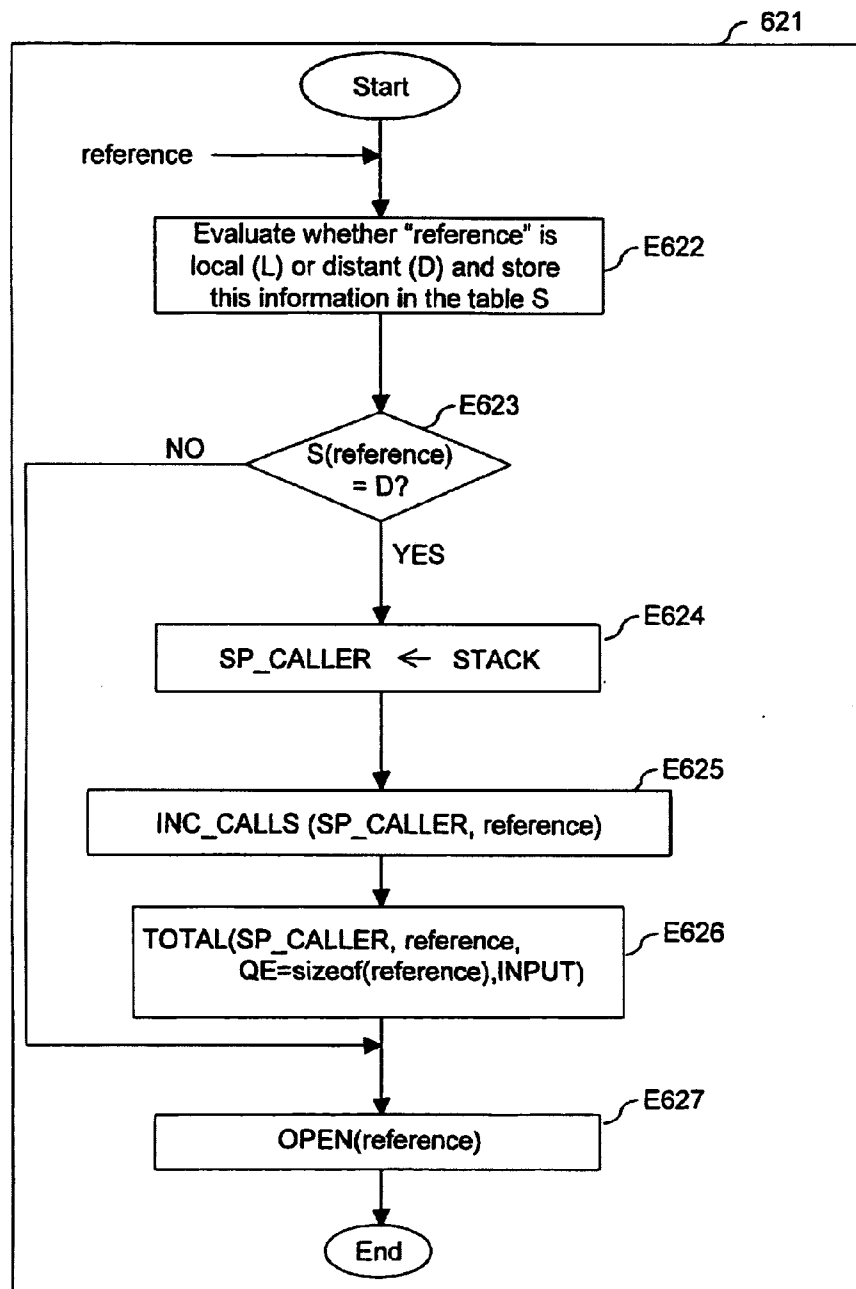 621
Start
reference
Evaluate whether "reference" is
local (L) or distant (D) and store
this information in the table S
E622
E623
NO
S(reference)
= D?
YES
E624
SP_CALLER ← STACK
E625
INC_CALLS (SP_CALLER, reference)
TOTAL(SP_CALLER, reference,
QE=sizeof(reference),INPUT)
E626
E627
OPEN(reference)
End